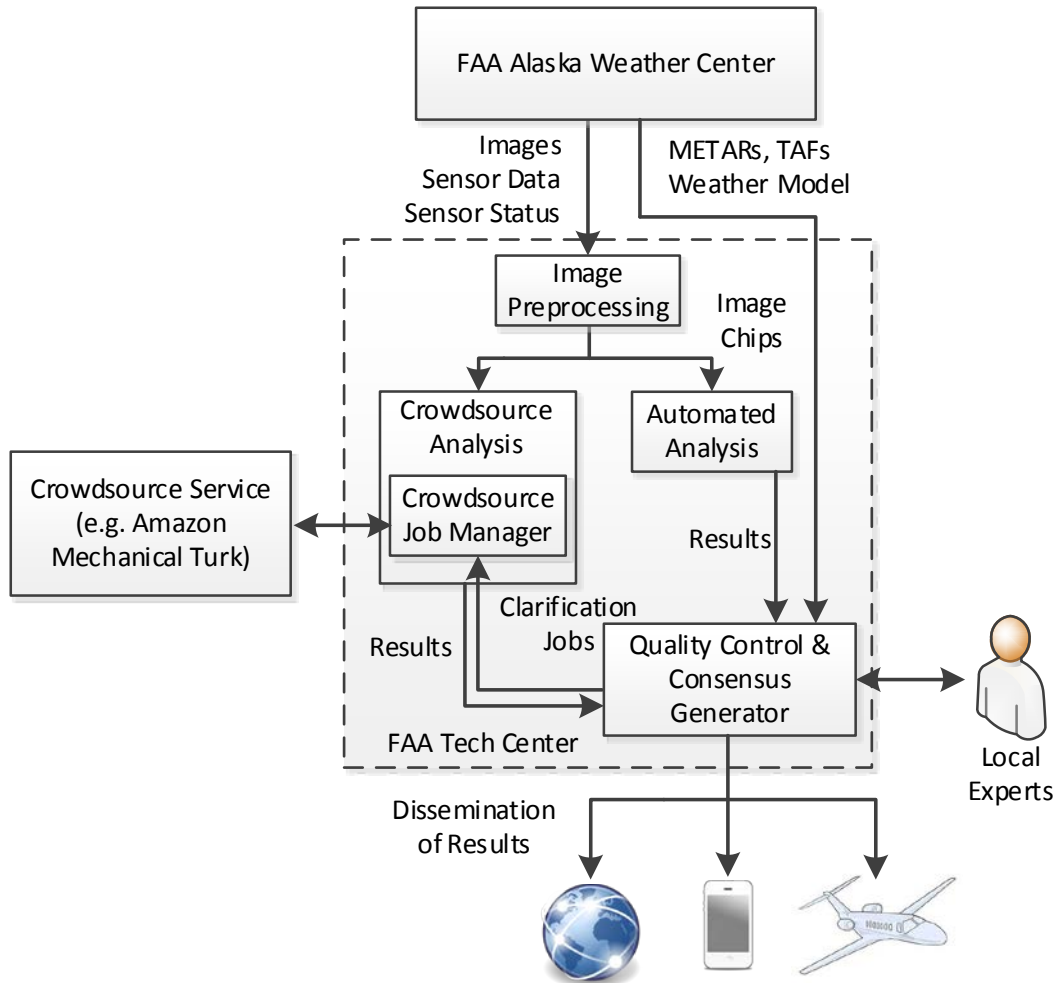 FAA Alaska Weather Center
Images
Sensor Data
Sensor Status
METARs, TAFs
Weather Model
Image
Preprocessing
Image
Chips
Crowdsource
Analysis
Automated
Analysis
Crowdsource Service
(e.g. Amazon
Mechanical Turk)
Crowdsource
Job Manager
Results
Clarification
Jobs
Results
Quality Control &
Consensus
Generator
FAA Tech Center
Local
Experts
Dissemination
of Results